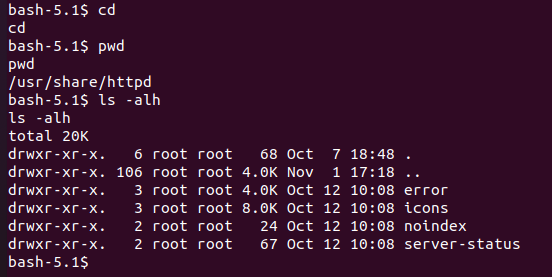 bash-5.1$ cd
cd
bash-5.1$ pwd
pwd
/usr/share/httpd
bash-5.1$ ls -alh
ls -alh
total 20K
drwxr-xr-x.   6 root root   68 Oct  7 18:48 .
drwxr-xr-x. 106 root root 4.0K Nov  1 17:18 ..
drwxr-xr-x.   3 root root 4.0K Oct 12 10:08 error
drwxr-xr-x.   3 root root 8.0K Oct 12 10:08 icons
drwxr-xr-x.   2 root root   24 Oct 12 10:08 noindex
drwxr-xr-x.   2 root root   67 Oct 12 10:08 server-status
bash-5.1$